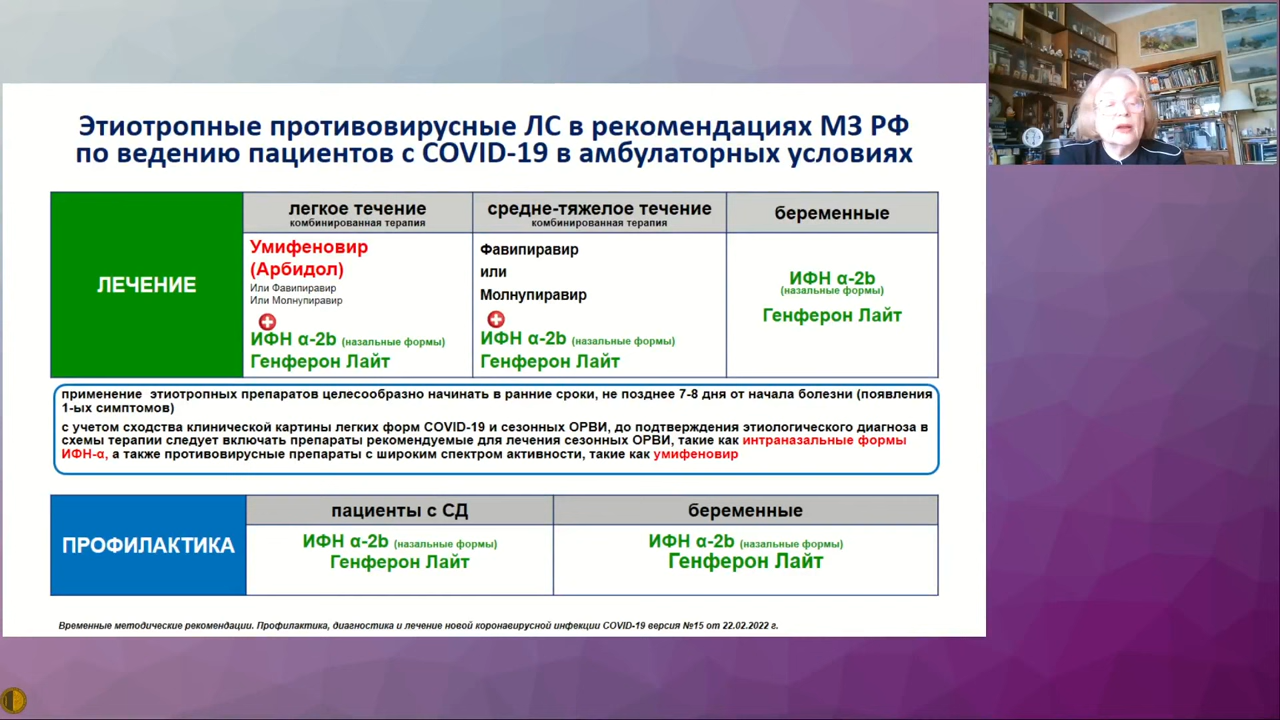 Этиотропные противовирусные ЛС в рекомендациях МЗ РФ
по ведению пациентов с COVID-19 в амбулаторных условиях
ЛЕЧЕНИЕ
легкое течение
комбинированная терапия
средне-тяжелое течение
комбинированная терапия
беременные
Умифеновир
(Арбидол)
Или Фавипиравир
Или Молнупиравир
ИФН α-2b (назальные формы)
Генферон Лайт
Фавипиравир
или
Молнупиравир
ИФН α-2b (назальные формы)
Генферон Лайт
ИФН α-2b
(назальные формы)
Генферон Лайт
применение этиотропных препаратов целесообразно начинать в ранние сроки, не позднее 7-8 дня от начала болезни (появления
1-ых симптомов)
с учетом сходства клинической картины легких форм COVID-19 и сезонных ОРВИ, до подтверждения этиологического диагноза в
схемы терапии следует включать препараты рекомендуемые для лечения сезонных ОРВИ, такие как интраназальные формы
ИФН-α, а также противовирусные препараты с широким спектром активности, такие как умифеновир
ПРОФИЛАКТИКА
пациенты с СД
беременные
ИФН α-2b (назальные формы)
Генферон Лайт
ИФН α-2b (назальные формы)
Генферон Лайт
Временные методические рекомендации. Профилактика, диагностика и лечение новой коронавирусной инфекции COVID-19 версия №15 от 22.02.2022 г.